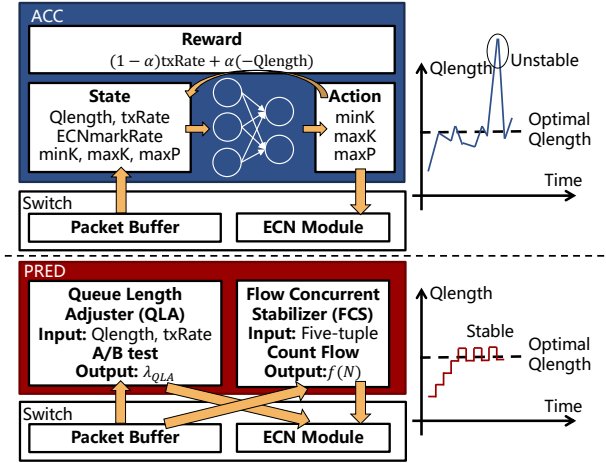 ACC
Reward
(1 − α)txRate + α(−Qlength)
State
Qlength, txRate
ECNmarkRate
minK, maxK, maxP
Action
minK
maxK
maxP
Switch
Packet Buffer
ECN Module
Qlength
Unstable
Optimal
Qlength
Time
PRED
Queue Length
Adjuster (QLA)
Input: Qlength, txRate
A/B test
Output: λQLA
Flow Concurrent
Stabilizer (FCS)
Input: Five-tuple
Count Flow
Output:f(N)
Switch
Packet Buffer
ECN Module
Qlength
Stable
Optimal
Qlength
Time